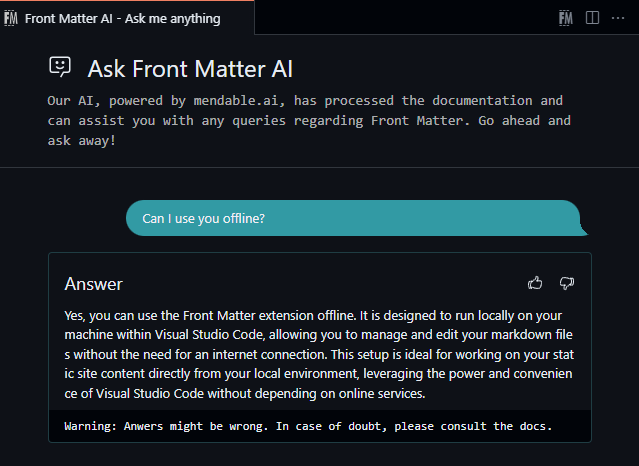 FM Front Matter AI - Ask me anything
FM
Ask Front Matter AI
Our AI, powered by mendable.ai, has processed the documentation and
can assist you with any queries regarding Front Matter. Go ahead and
ask away!
Can I use you offline?
Answer
Yes, you can use the Front Matter extension offline. It is designed to run locally on your
machine within Visual Studio Code, allowing you to manage and edit your markdown file
s without the need for an internet connection. This setup is ideal for working on your stat
ic site content directly from your local environment, leveraging the power and convenien
ce of Visual Studio Code without depending on online services.
Warning: Anwers might be wrong. In case of doubt, please consult the docs.